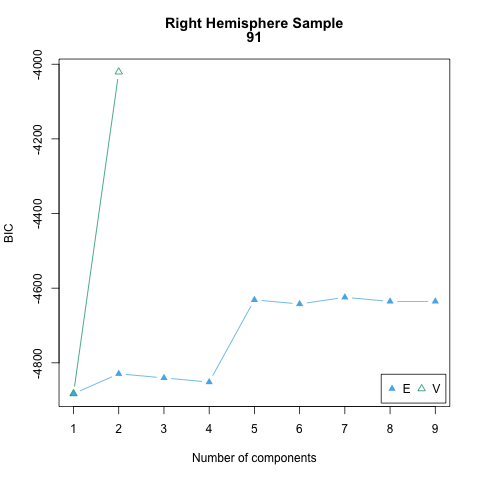 Right Hemisphere Sample
91
BIC
-4000
-4200
-4400
-4600
-4800
1 2 3 4 5 6 7 8 9
Number of components
E V